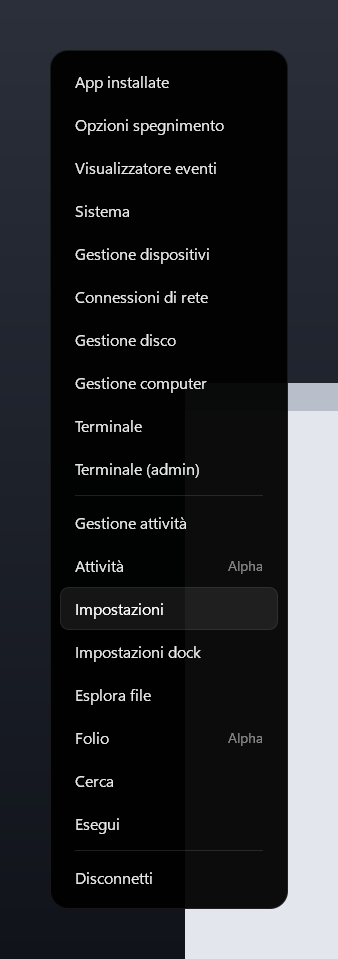 App installate
Opzioni spegnimento
Visualizzatore eventi
Sistema
Gestione dispositivi
Connessioni di rete
Gestione disco
Gestione computer
Terminale
Terminale (admin)
Gestione attività
Attività Alpha
Impostazioni
Impostazioni dock
Esplora file
Folio Alpha
Cerca
Esegui
Disconnetti